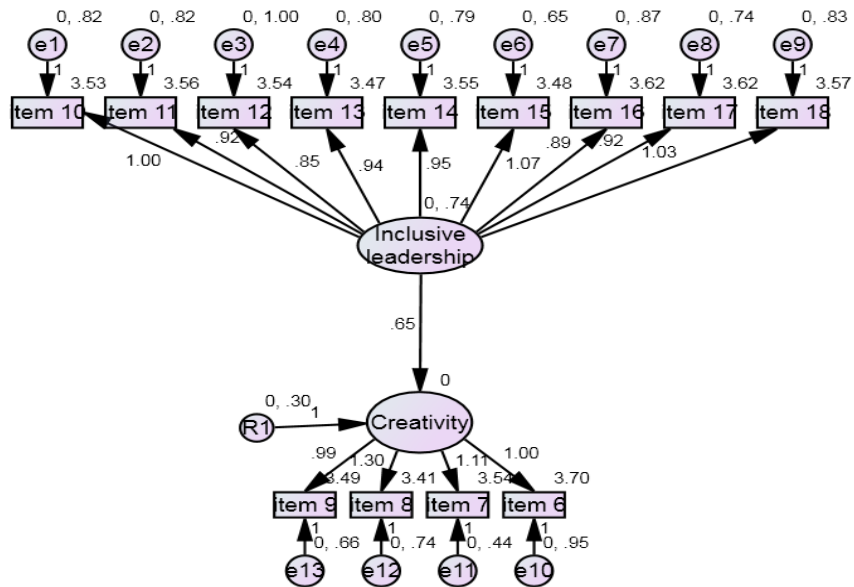 0, .82 0, .82 0, 1.00 0, .80 0, .79 0, .65 0, .87 0, .74 0, .83
e1 e2 e3 e4 e5 e6 e7 e8 e9
1 1 1 1 1 1 1 1 1
3.53 3.56 3.54 3.47 3.55 3.48 3.62 3.62 3.57
tem 10 tem 11 tem 12 tem 13 tem 14 tem 15 tem 16 tem 17 tem 18
1.00 .92 .85 .94 .95 1.07 .89 .92 1.03
0, .74
Inclusive
leadership
.65
0
0, .30
1
R1
Creativity
.99 1.30 1.11 1.00
3.49 3.41 3.54 3.70
item 9 item 8 item 7 item 6
1 1 1 1
0, .66 0, .74 0, .44 0, .95
e13 e12 e11 e10